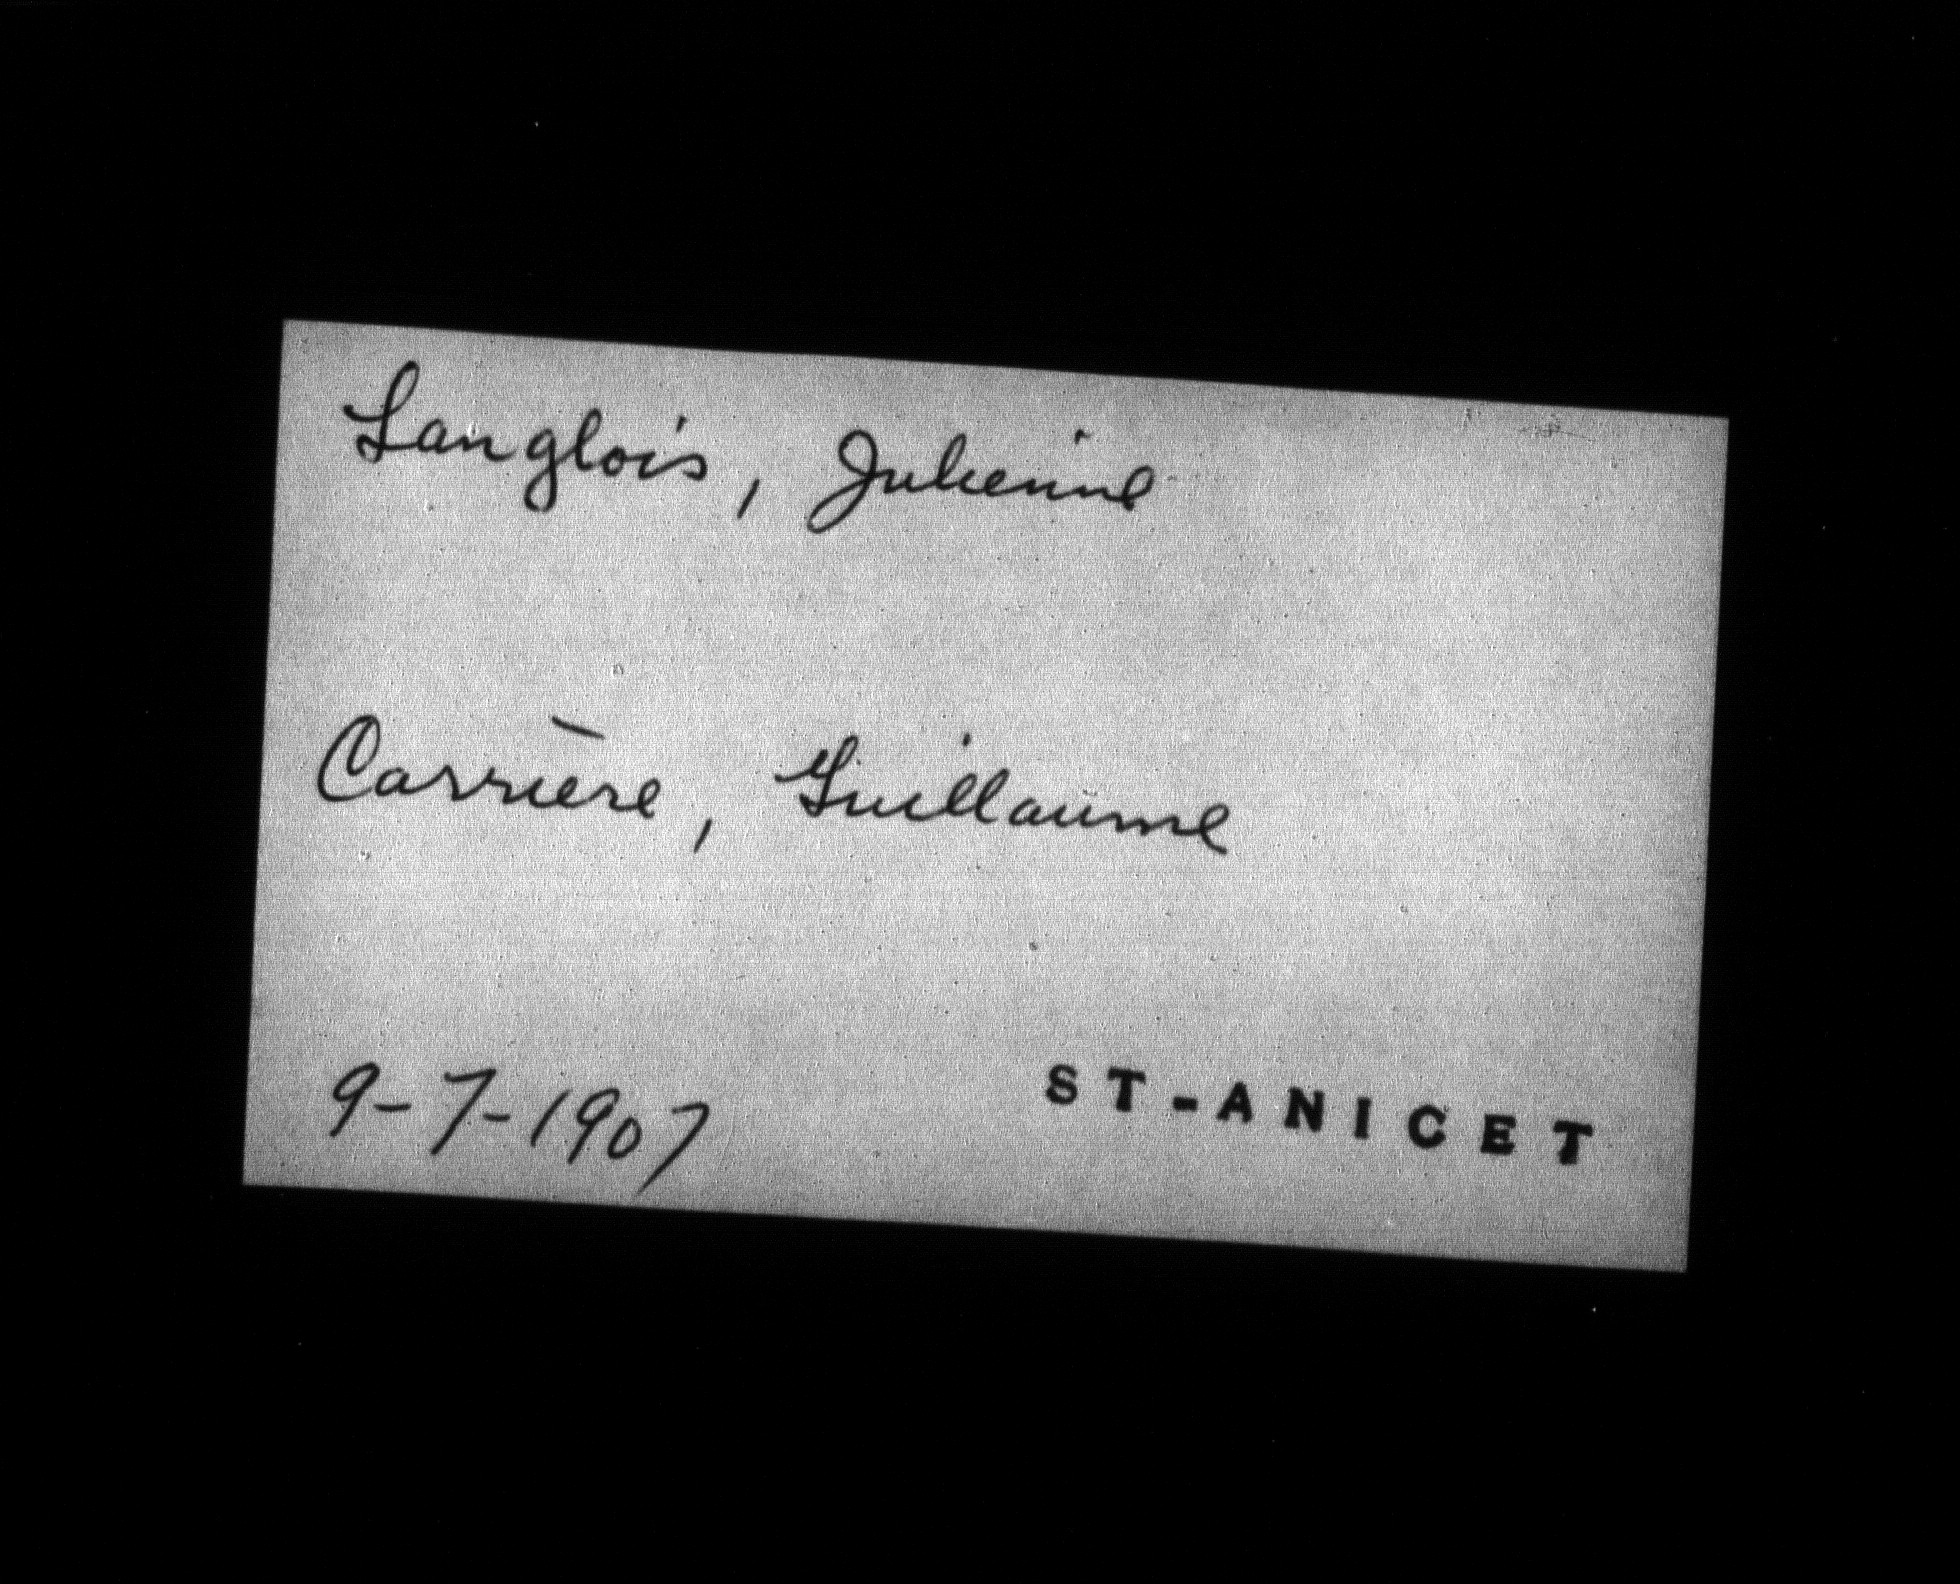 Langlois, Julienne
Carrière, Guillaume
9-7-1907
ST-ANICET